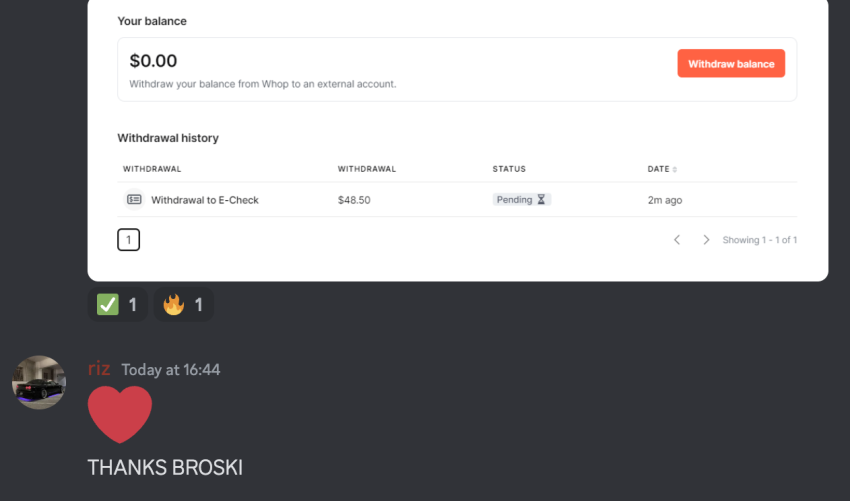 Your balance
$0.00
Withdraw balance
Withdraw your balance from Whop to an external account.
Withdrawal history
WITHDRAWAL WITHDRAWAL STATUS DATE
Withdrawal to E-Check $48.50 Pending 2m ago
1 Showing 1 - 1 of 1
1 1
riz Today at 16:44
THANKS BROSKI